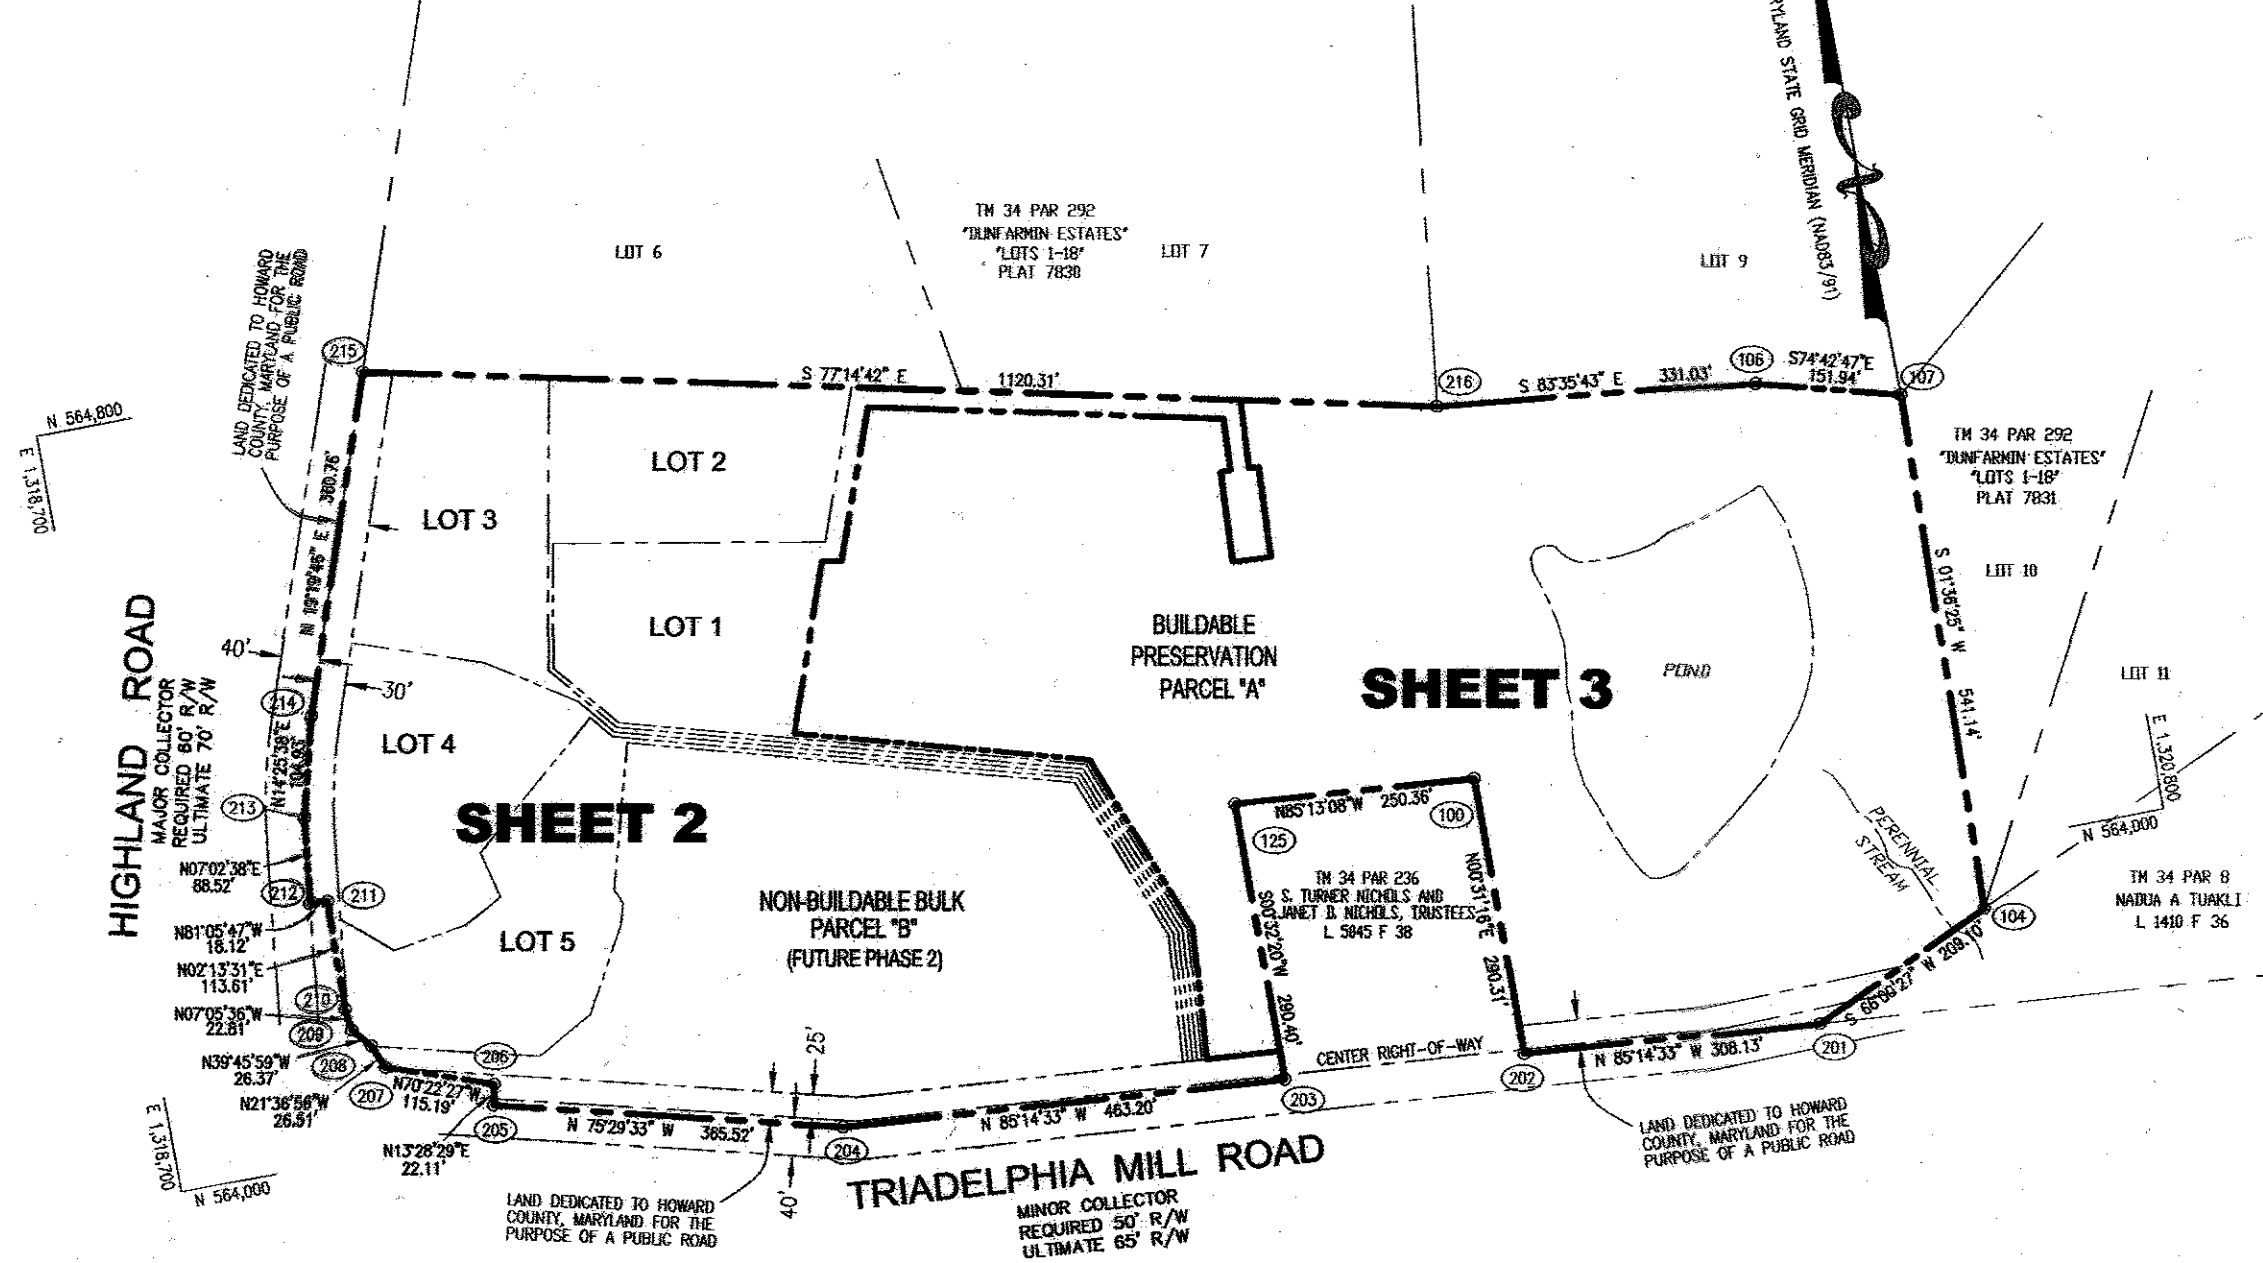 RYLAND STATE GRID MERIDIAN (NAD83/91)
TM 34 PAR 292
"DUNFARMIN ESTATES"
"LOTS 1-18"
PLAT 7830
LOT 6
LOT 7
LOT 9
LAND DEDICATED TO HOWARD
COUNTY, MARYLAND FOR THE
PURPOSE OF A PUBLIC ROAD
215
S 77°14'42" E
1120.31'
216
S 83°35'43" E
331.03'
106
S74°42'47"E
151.94'
107
N 564,800
E 1,318,700
TM 34 PAR 292
"DUNFARMIN ESTATES"
"LOTS 1-18"
PLAT 7831
LOT 10
LOT 11
S 01°36'25" W
541.14'
LOT 2
LOT 3
LOT 1
360.76'
40'
30'
HIGHLAND ROAD
MAJOR COLLECTOR
REQUIRED 60' R/W
ULTIMATE 70' R/W
BUILDABLE
PRESERVATION
PARCEL "A"
SHEET 3
POND
214
N14°25'38"E
104.93'
LOT 4
213
SHEET 2
N85°13'08"W
250.36'
125
100
PERENNIAL
STREAM
E 1,320,800
N 564,000
N07°02'38"E
88.52'
212
211
TM 34 PAR 236
S. TURNER NICHOLS AND
JANET D. NICHOLS, TRUSTEES
L 5045 F 38
N00°31'16"E
290.31'
S00°32'20"W
290.40'
TM 34 PAR 8
NADUA A TUAKLI
L 1410 F 36
104
NON-BUILDABLE BULK
PARCEL "B"
(FUTURE PHASE 2)
N81°05'47"W
18.12'
LOT 5
N02°13'31"E
113.61'
210
N07°05'36"W
22.81'
209
S 66°00'27" W 209.10'
206
25'
CENTER RIGHT-OF-WAY
201
N 85°14'33" W 308.13'
N39°45'59"W
26.37'
208
N21°36'56"W
26.51'
207
N70°22'27"W
115.19'
202
203
205
N 75°29'33" W
365.52'
204
N 85°14'33" W
463.20'
N13°28'29"E
22.11'
E 1,318,700
N 564,000
40'
TRIADELPHIA MILL ROAD
MINOR COLLECTOR
REQUIRED 50' R/W
ULTIMATE 65' R/W
LAND DEDICATED TO HOWARD
COUNTY, MARYLAND FOR THE
PURPOSE OF A PUBLIC ROAD
LAND DEDICATED TO HOWARD
COUNTY, MARYLAND FOR THE
PURPOSE OF A PUBLIC ROAD